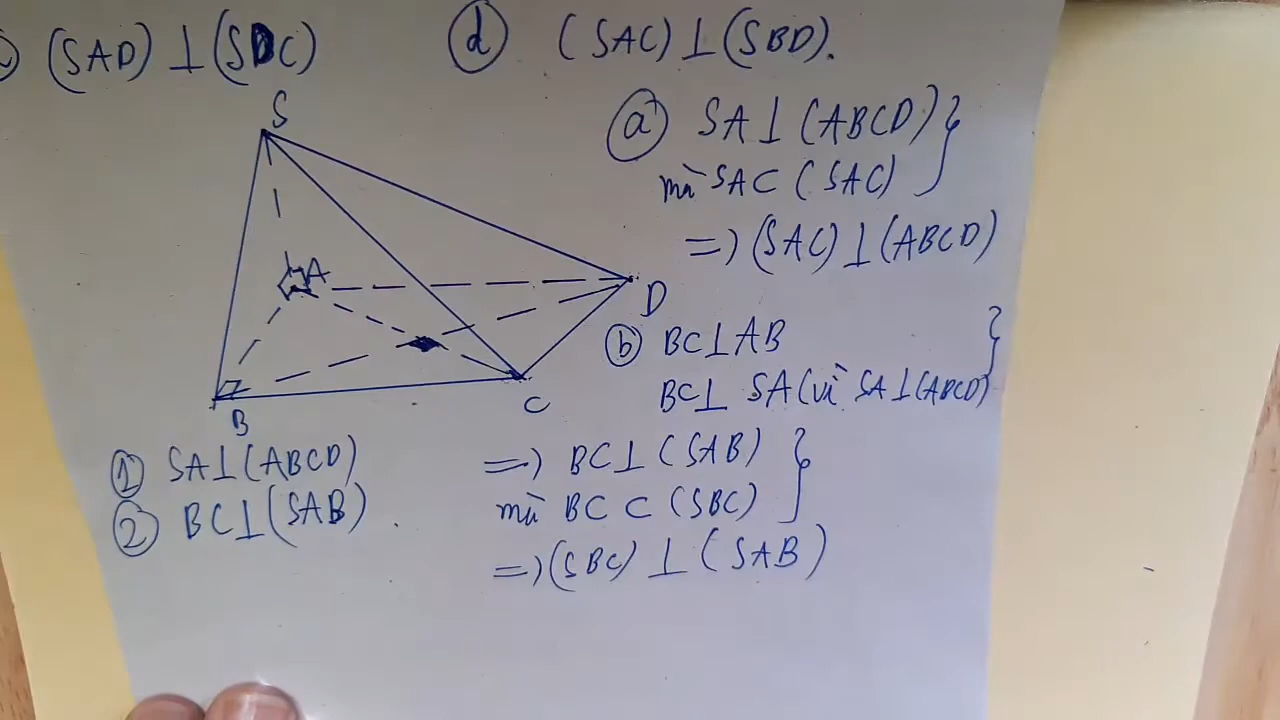 (SAD) ⊥ (SDC)
ⓓ (SAC) ⊥ (SBD).
S
A
D
B
C
① SA ⊥ (ABCD)
② BC ⊥ (SAB)
ⓐ SA ⊥ (ABCD) }
mà SA ⊂ (SAC)
=> (SAC) ⊥ (ABCD)
ⓑ BC ⊥ AB }
BC ⊥ SA (vì SA ⊥ (ABCD)
=> BC ⊥ (SAB) }
mà BC ⊂ (SBC)
=> (SBC) ⊥ (SAB)